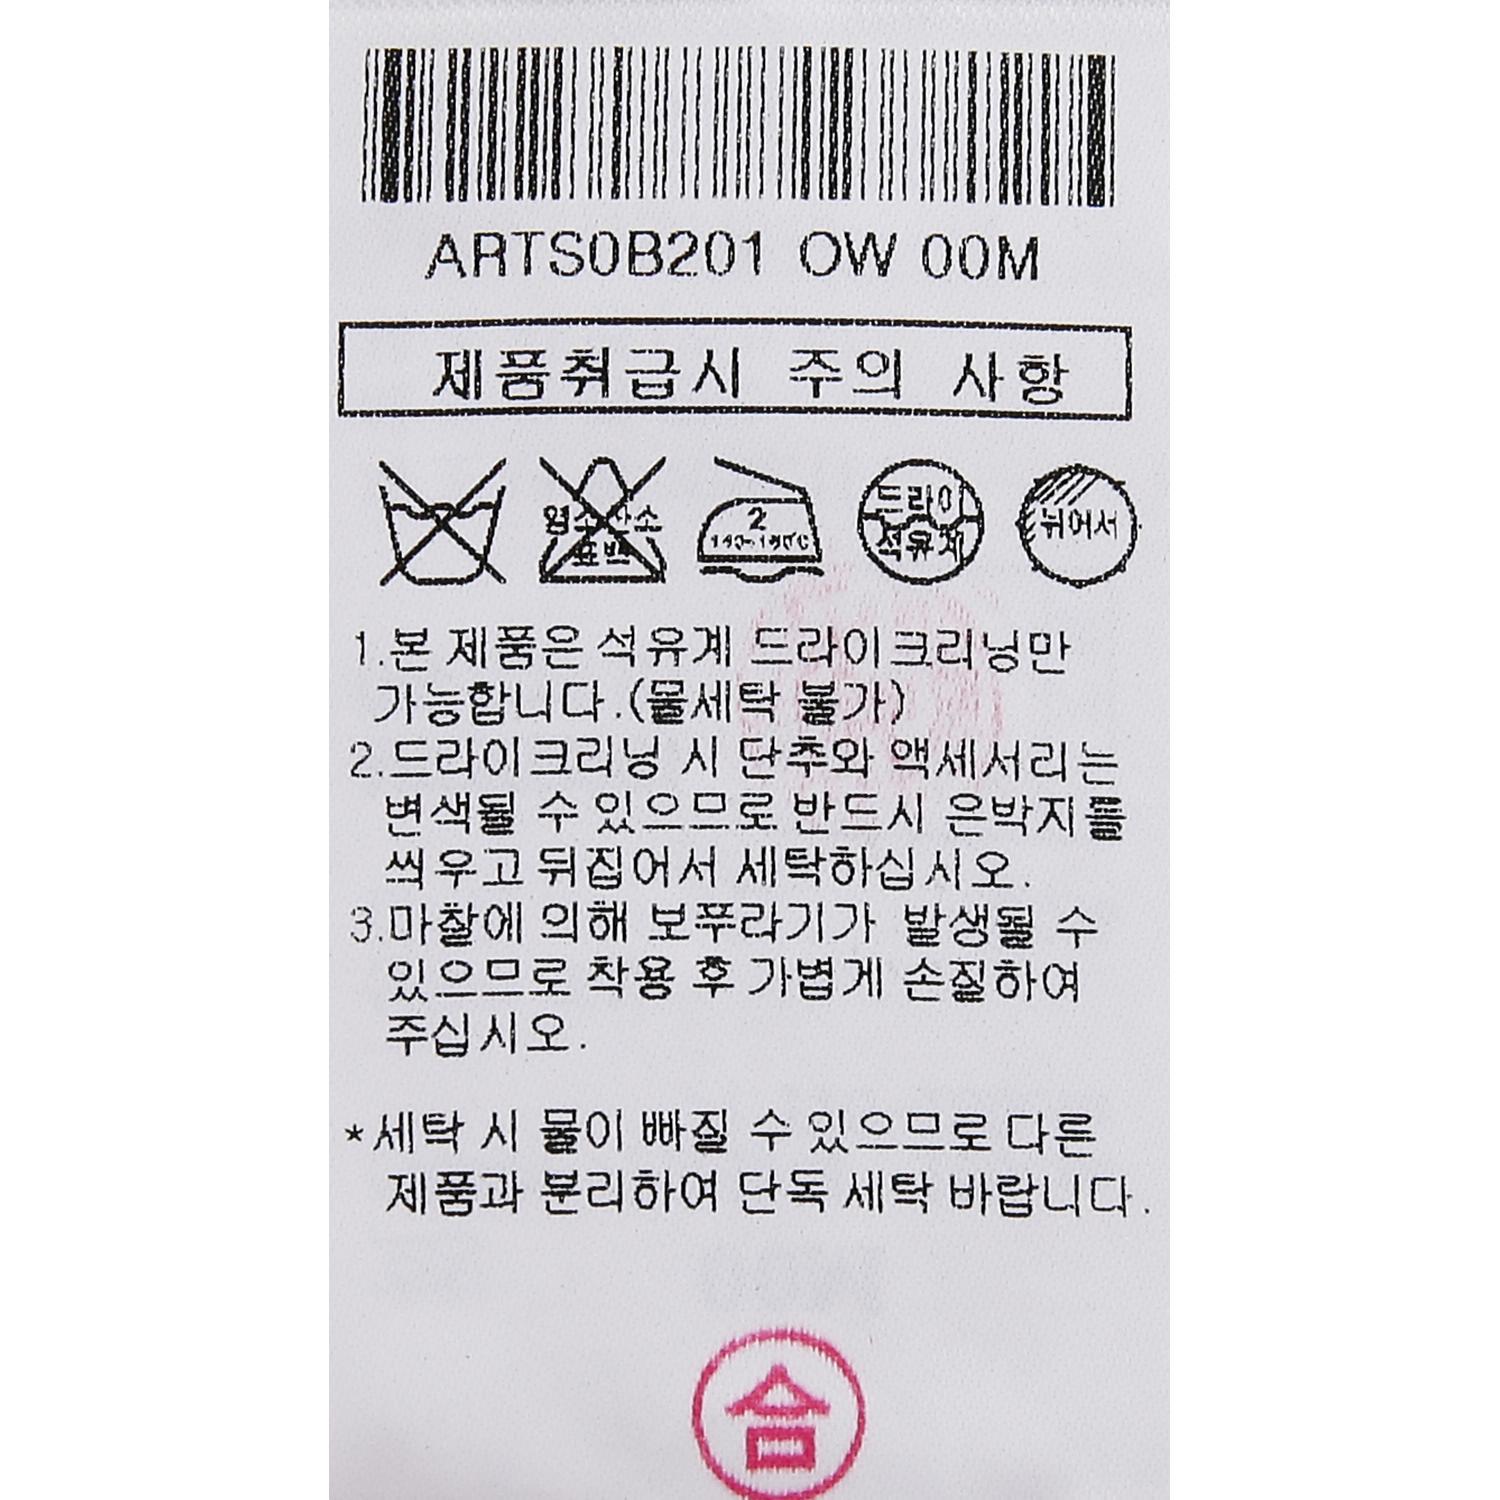 ARTS0B201 OW 00M
제품취급시 주의 사항
염소산소
표백
2
140~160℃
드라이
석유계
뉘어서
1.본 제품은 석유계 드라이크리닝만
가능합니다.(물세탁 불가)
2.드라이크리닝 시 단추와 액세서리는
변색될 수 있으므로 반드시 은박지를
씌우고 뒤집어서 세탁하십시오.
3.마찰에 의해 보푸라기가 발생될 수
있으므로 착용 후 가볍게 손질하여
주십시오.
*세탁 시 물이 빠질 수 있으므로 다른
제품과 분리하여 단독 세탁 바랍니다.
合